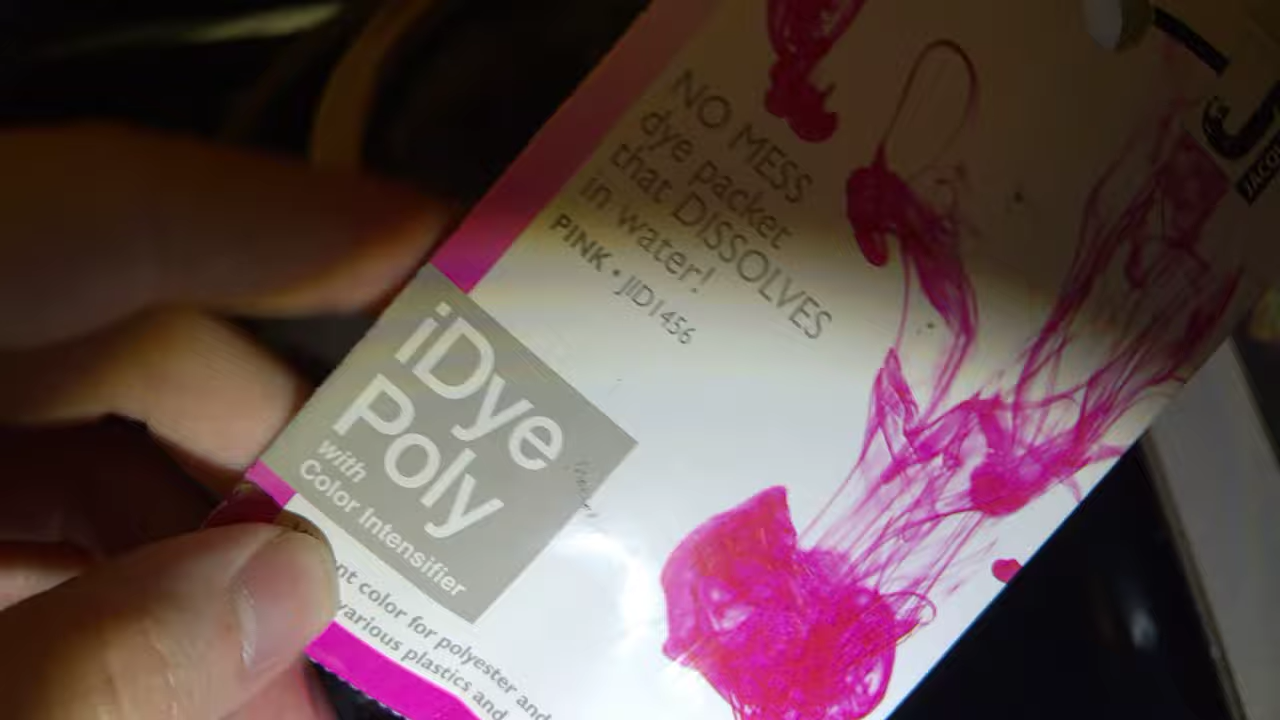 NO MESS
dye packet
that DISSOLVES
in water!
PINK • JID1456
iDye
Poly
with
Color Intensifier
color for polyester and
various plastics and